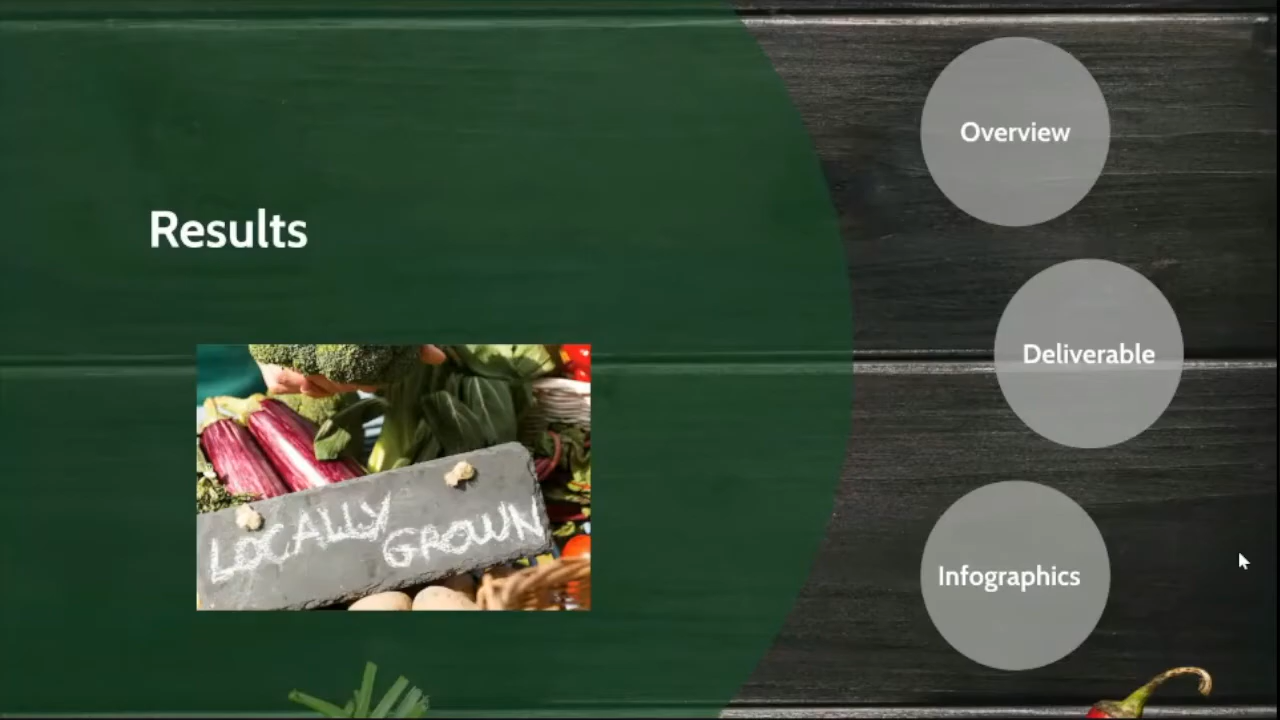 Results
LOCALLY GROWN
Overview
Deliverable
Infographics